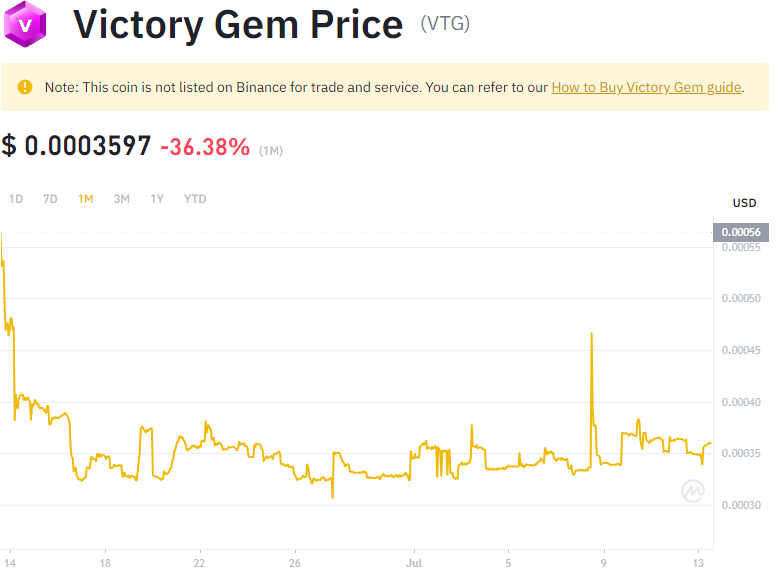 V
Victory Gem Price (VTG)
Note: This coin is not listed on Binance for trade and service. You can refer to our How to Buy Victory Gem guide.
$ 0.0003597 -36.38% (1M)
1D 7D 1M 3M 1Y YTD
USD
0.00056
0.00055
0.00050
0.00045
0.00040
0.00035
0.00030
14 18 22 26 Jul 5 9 13